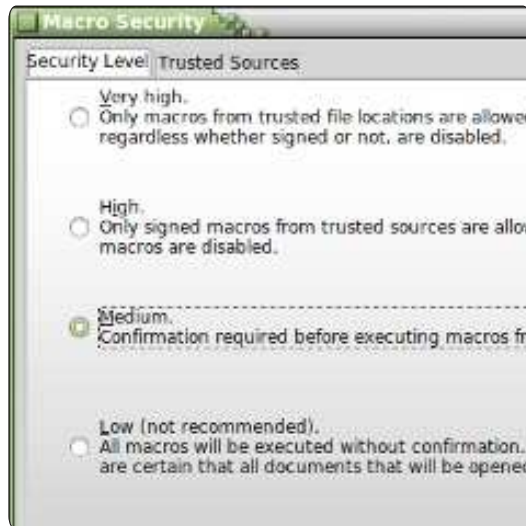 Macro Security
Security Level Trusted Sources
Very high.
Only macros from trusted file locations are allowe
regardless whether signed or not, are disabled.
High.
Only signed macros from trusted sources are allo
macros are disabled.
Medium.
Confirmation required before executing macros fr
Low (not recommended).
All macros will be executed without confirmation.
are certain that all documents that will be opened